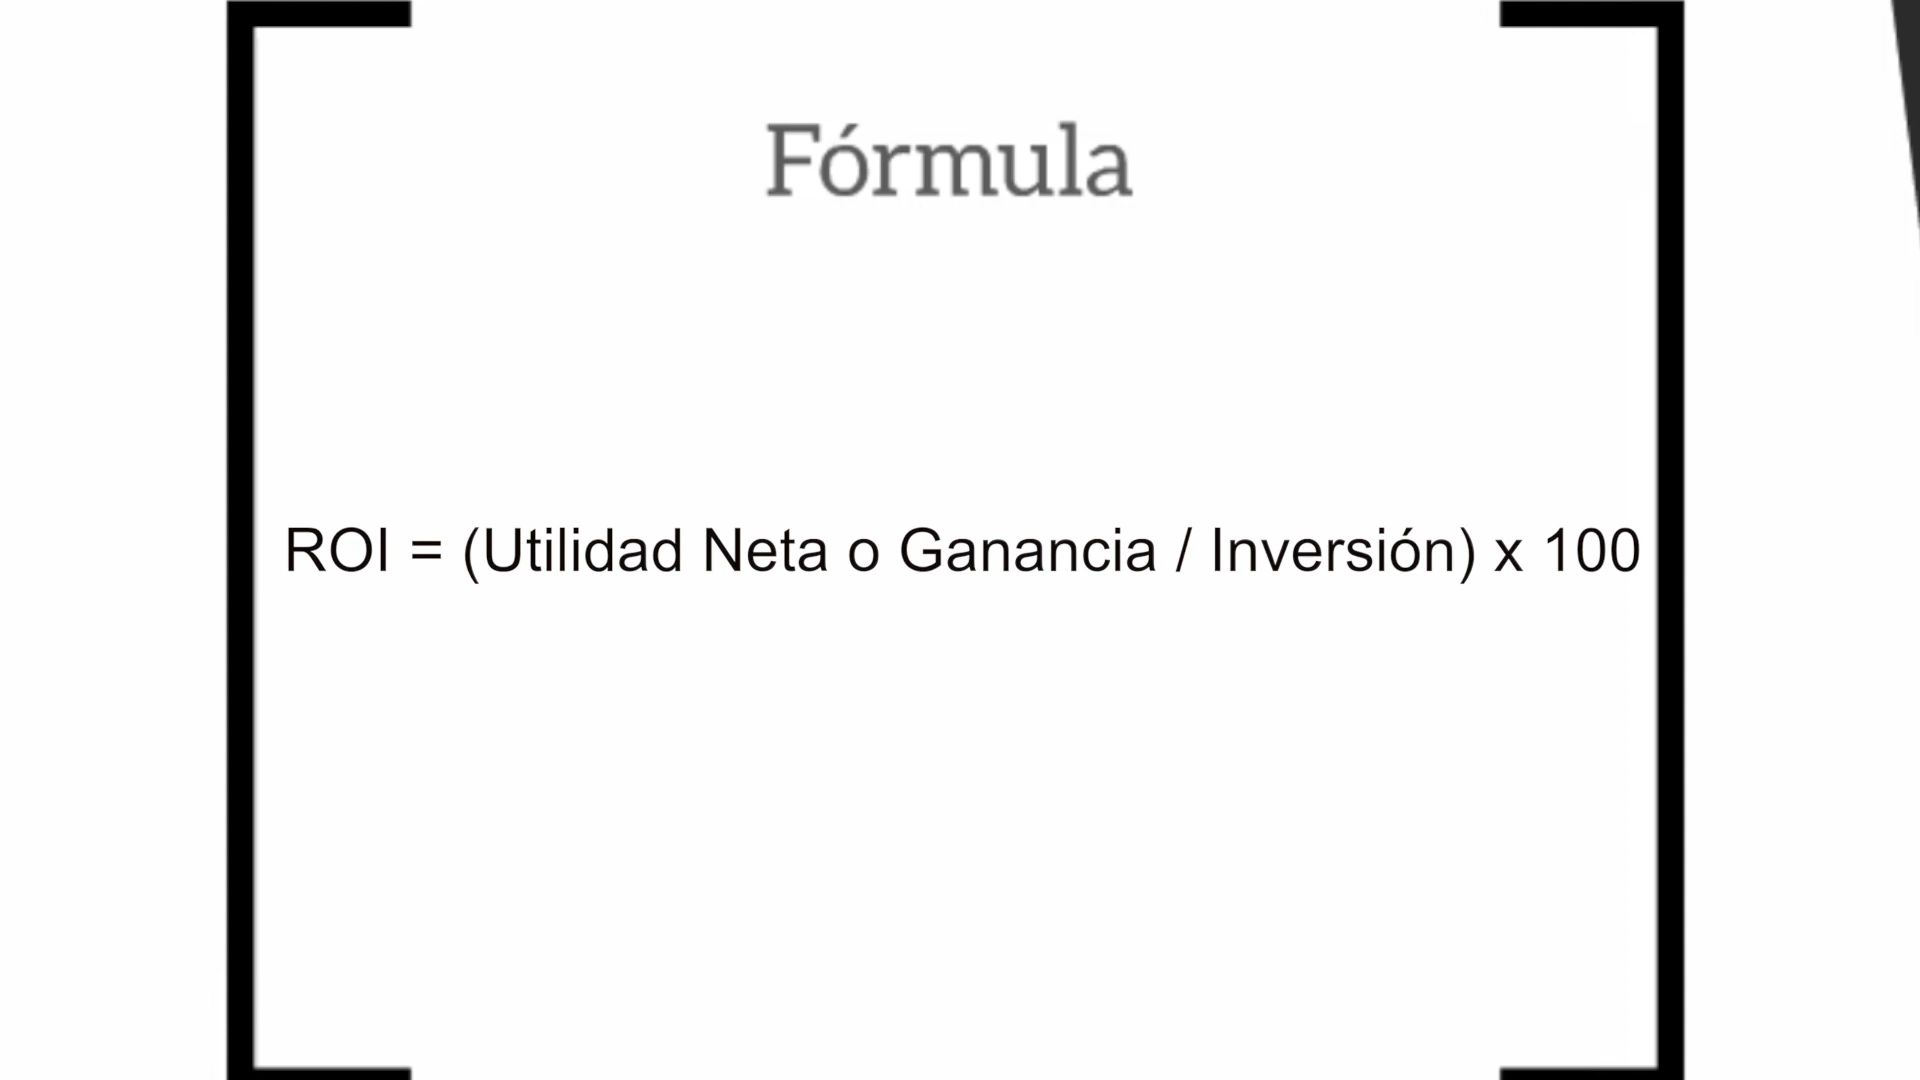 Fórmula
ROI = (Utilidad Neta o Ganancia / Inversión) x 100